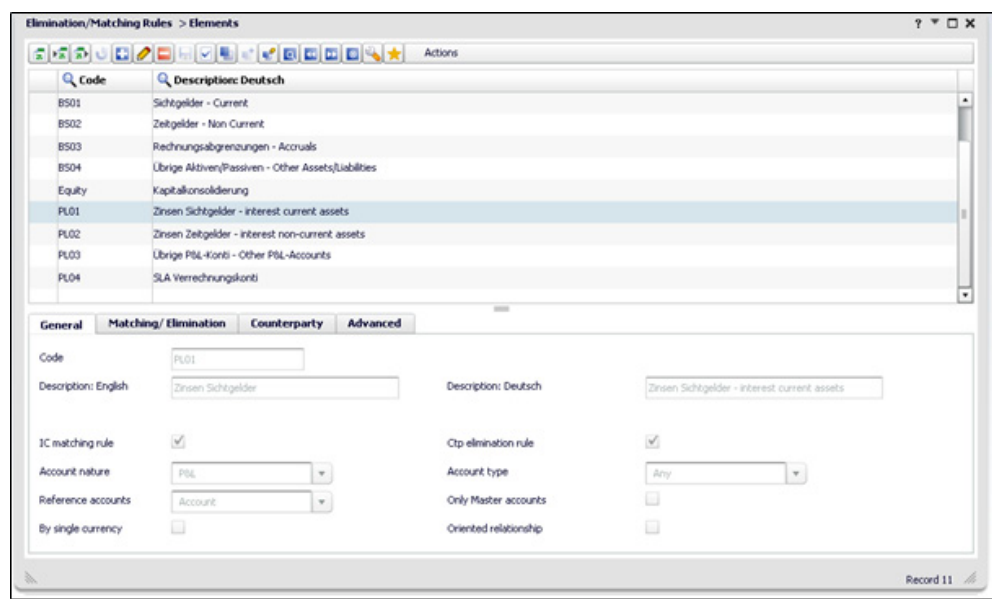 Elimination/Matching Rules > Elements
Actions
Code Description: Deutsch
BS01 Sichtgelder - Current
BS02 Zeitgelder - Non Current
BS03 Rechnungsabgrenzungen - Accruals
BS04 Übrige Aktiven/Passiven - Other Assets/Liabilities
Equity Kapitalkonsolidierung
PL01 Zinsen Sichtgelder - interest current assets
PL02 Zinsen Zeitgelder - interest non-current assets
PL03 Übrige P&L-Konti - Other P&L-Accounts
PL04 SLA Verrechnungskonti
General Matching/ Elimination Counterparty Advanced
Code PL01
Description: English Zinsen Sichtgelder Description: Deutsch Zinsen Sichtgelder - interest current assets
IC matching rule Ctp elimination rule
Account nature P&L Account type Any
Reference accounts Account Only Master accounts
By single currency Oriented relationship
Record 11